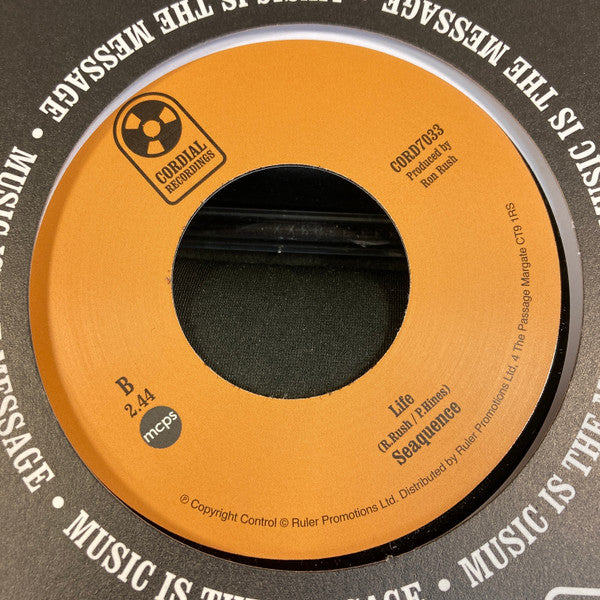 CORDIAL
RECORDINGS
CORD7033
Produced by
Ron Rush
B
2.44
mcps
Life
(R.Rush / P.Hines)
Seaquence
℗ Copyright Control © Ruler Promotions Ltd. Distributed by Ruler Promotions Ltd. 4 The Passage Margate CT9 1RS
MUSIC IS THE MESSAGE • MUSIC IS THE MESSAGE • MUSIC IS THE MESSAGE • MUSIC IS THE